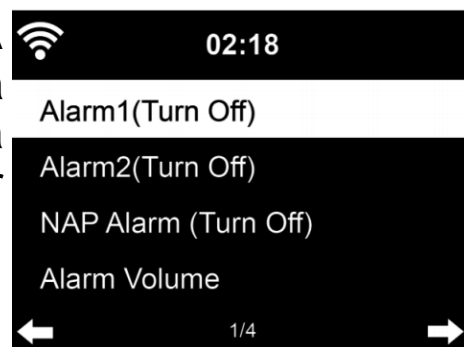 02:18
Alarm1(Turn Off)
Alarm2(Turn Off)
NAP Alarm (Turn Off)
Alarm Volume
1/4